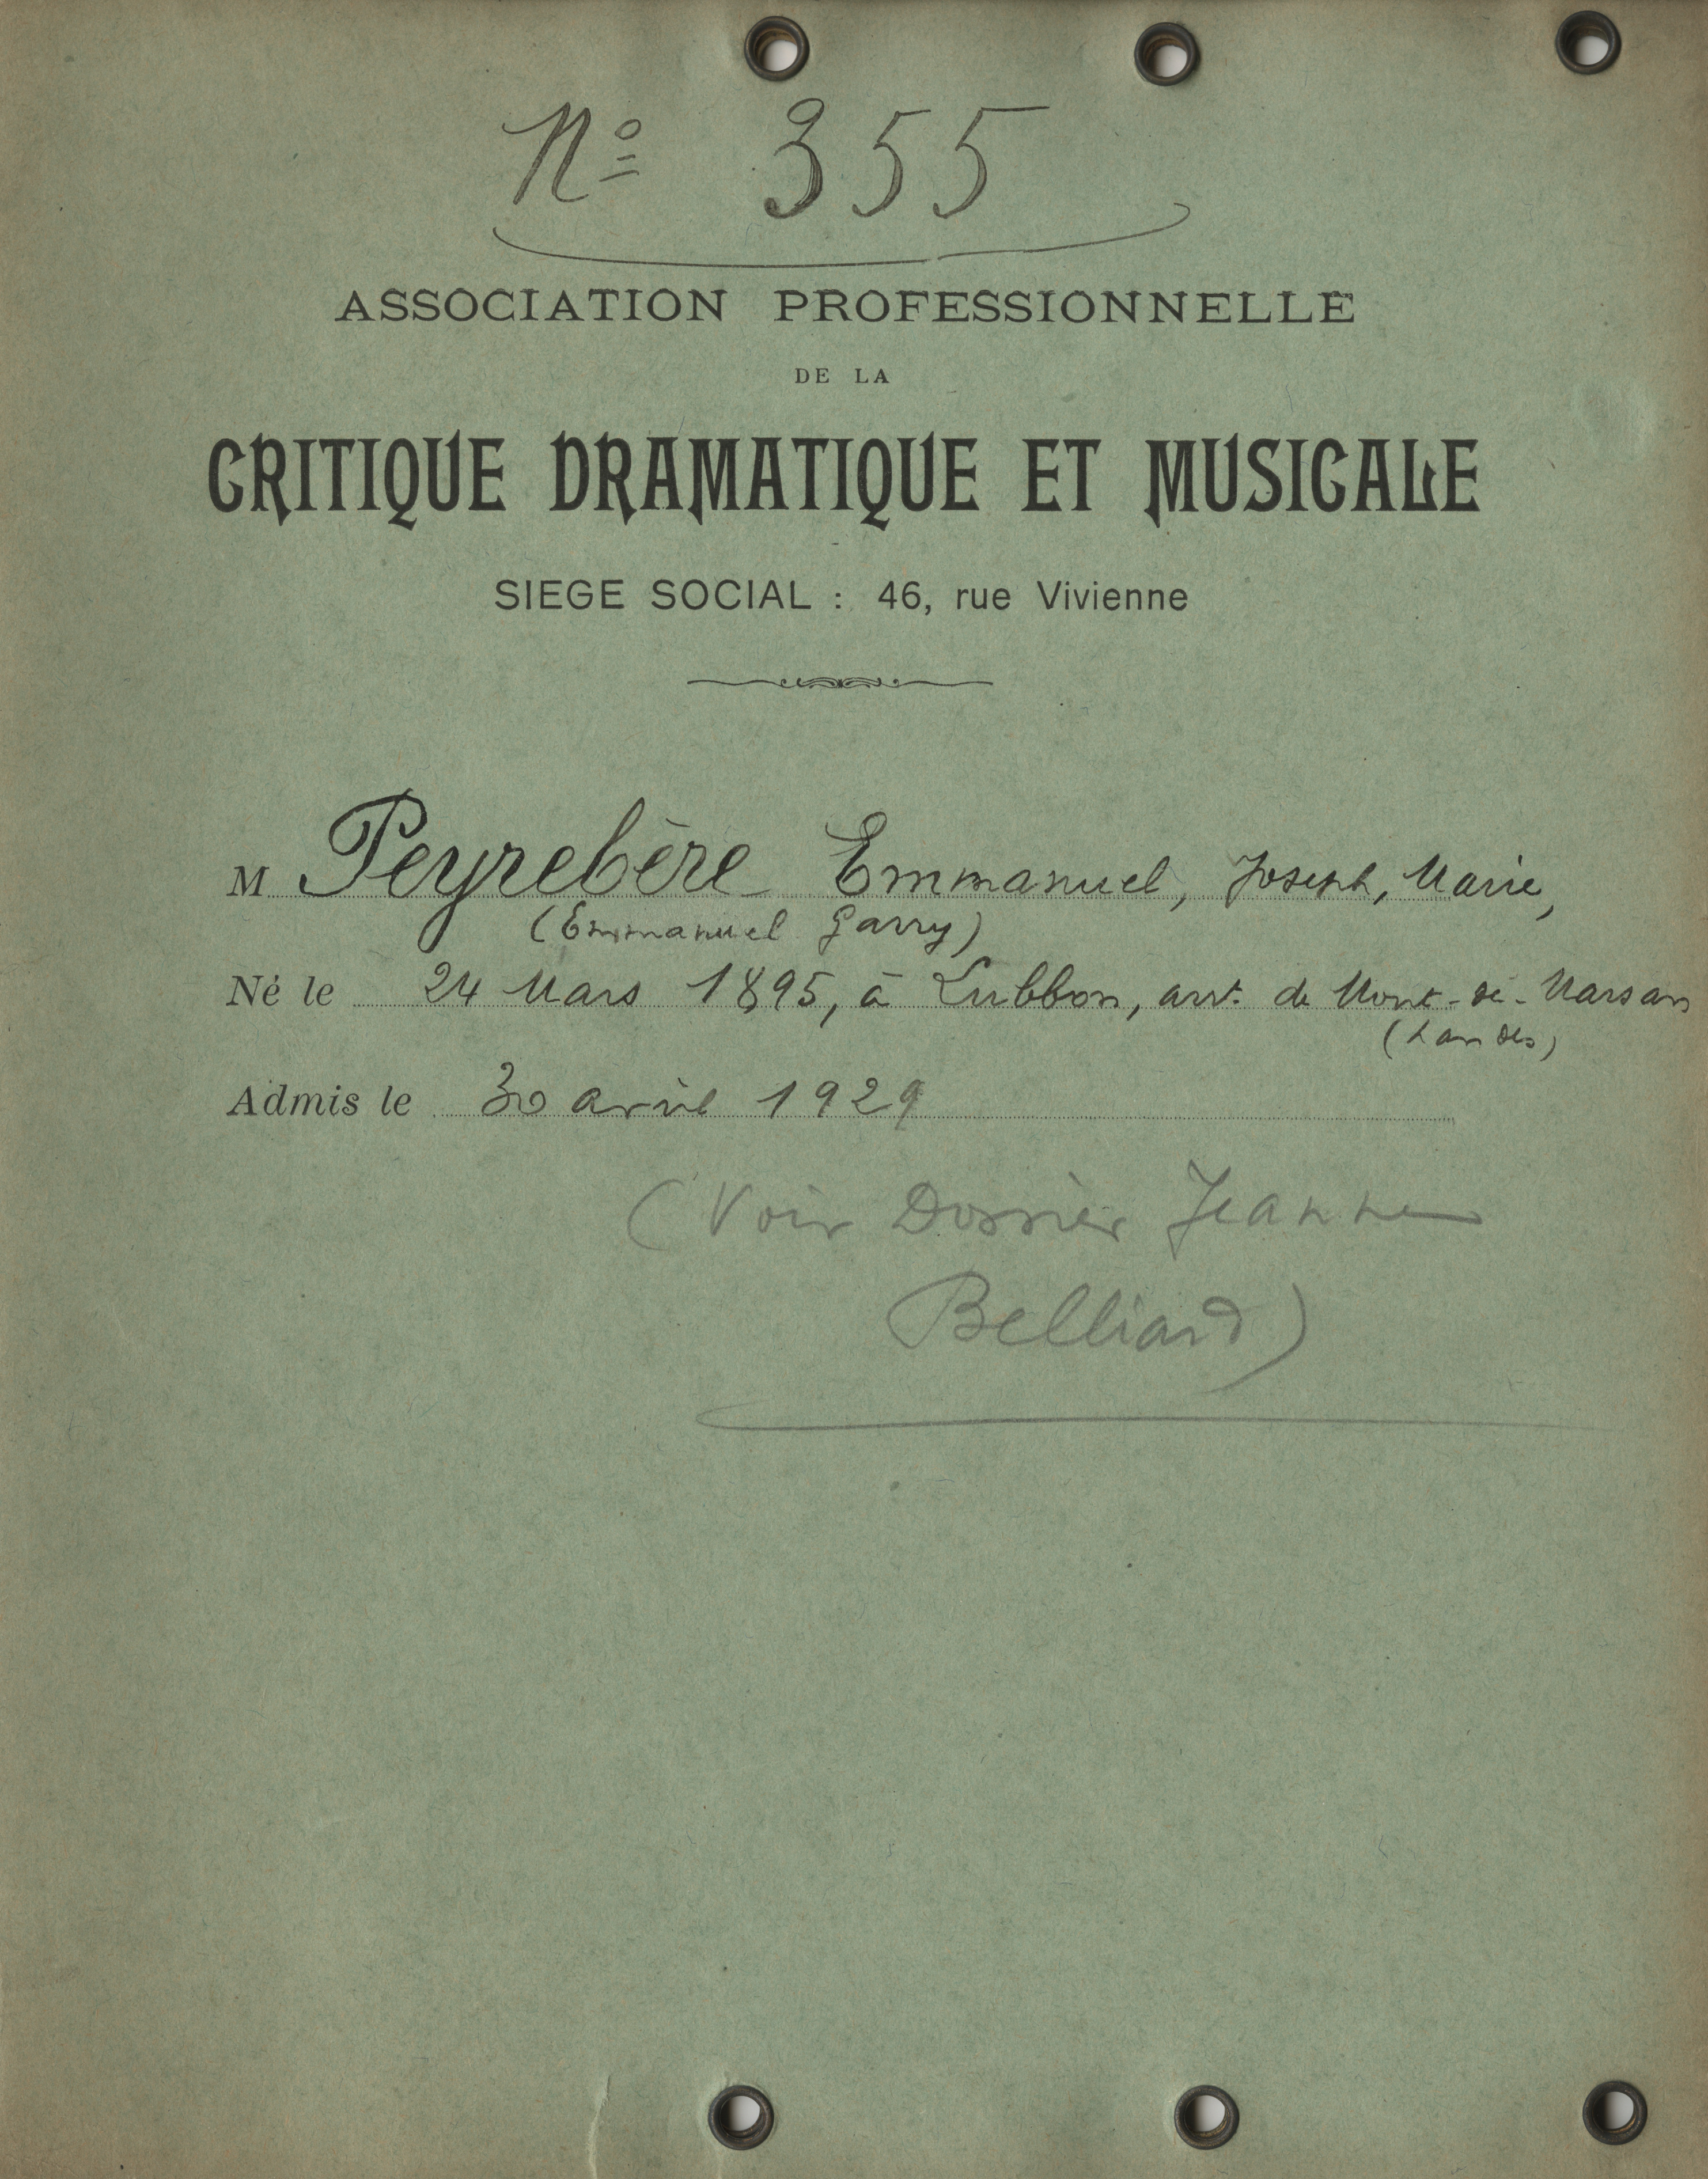 Nº 355
ASSOCIATION PROFESSIONNELLE
DE LA
CRITIQUE DRAMATIQUE ET MUSICALE
SIEGE SOCIAL : 46, rue Vivienne
M Peyrebère Emmanuel, Joseph, Marie,
(Emmanuel Garry)
Né le 24 Mars 1895, à Lubbon, arrt. de Mont-de-Marsan
(Landes)
Admis le 30 avril 1929
(Voir Dossier Jeanne
Belliard)